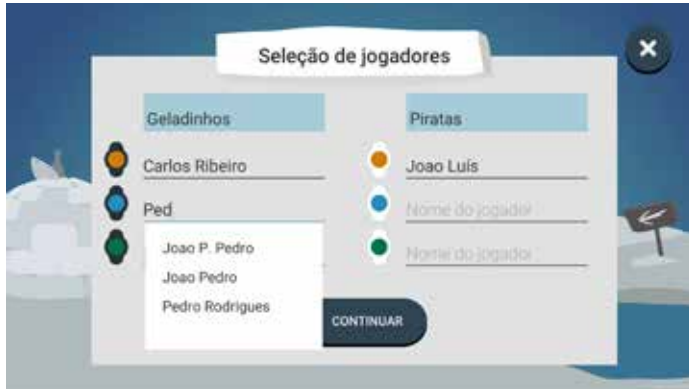 Seleção de jogadores
Geladinhos
Piratas
Carlos Ribeiro
Joao Luís
Ped
Nome do jogador
Joao P. Pedro
Nome do jogador
Joao Pedro
Pedro Rodrigues
CONTINUAR